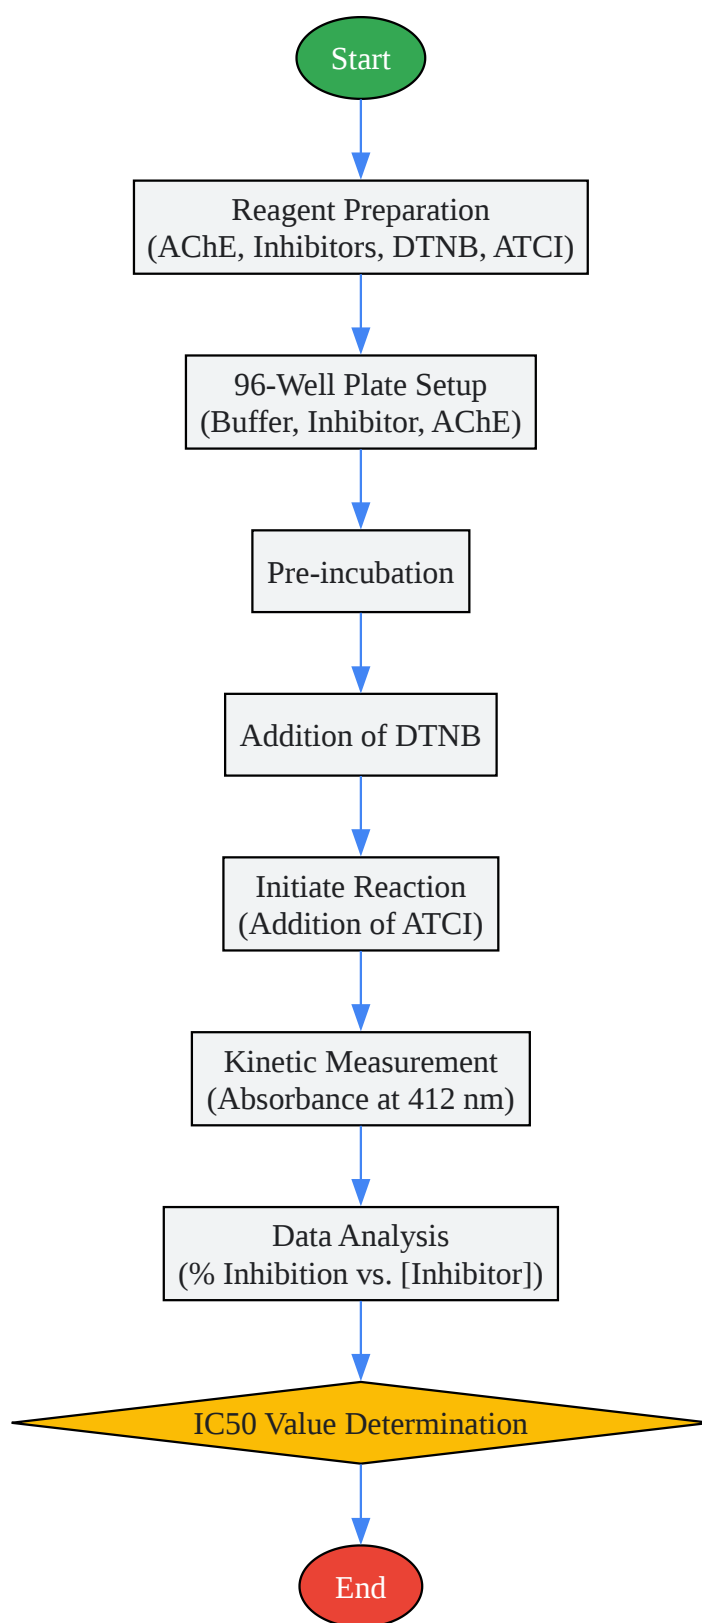 Start
Reagent Preparation
(AChE, Inhibitors, DTNB, ATCI)
96-Well Plate Setup
(Buffer, Inhibitor, AChE)
Pre-incubation
Addition of DTNB
Initiate Reaction
(Addition of ATCI)
Kinetic Measurement
(Absorbance at 412 nm)
Data Analysis
(% Inhibition vs. [Inhibitor])
IC50 Value Determination
End